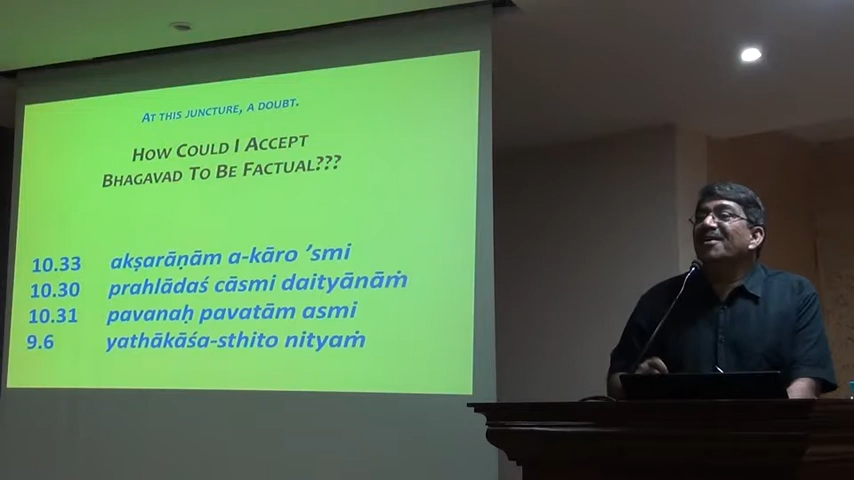 AT THIS JUNCTURE, A DOUBT.
HOW COULD I ACCEPT
BHAGAVAD TO BE FACTUAL???
10.33 akṣarāṇām a-kāro ’smi
10.30 prahlādaś cāsmi daityānāṁ
10.31 pavanaḥ pavatām asmi
9.6 yathākāśa-sthito nityaṁ